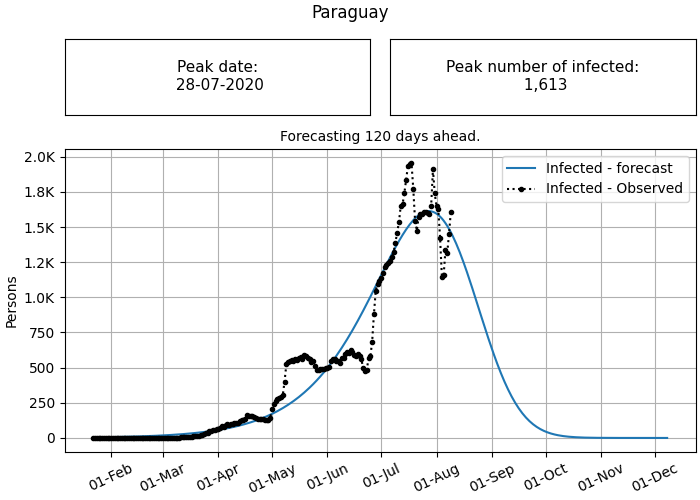 Paraguay
Peak date:
28-07-2020
Peak number of infected:
1,613
Forecasting 120 days ahead.
Infected - forecast
Infected - Observed
Persons
2.0K
1.8K
1.5K
1.2K
1.0K
750
500
250
0
01-Feb
01-Mar
01-Apr
01-May
01-Jun
01-Jul
01-Aug
01-Sep
01-Oct
01-Nov
01-Dec